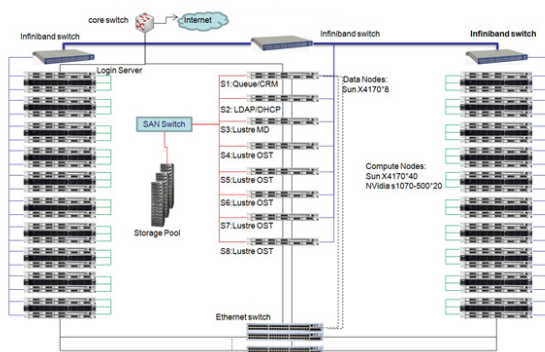 core switch
Internet
Infiniband switch
Infiniband switch
Infiniband switch
Login Server
S1:Queue/CRM
Data Nodes:
Sun X4170*8
S2: LDAP/DHCP
SAN Switch
S3:Lustre MD
S4:Lustre OST
Compute Nodes:
Sun X4170*40
NVidia s1070-500*20
S5:Lustre OST
S6:Lustre OST
Storage Pool
S7:Lustre OST
S8:Lustre OST
Ethernet switch